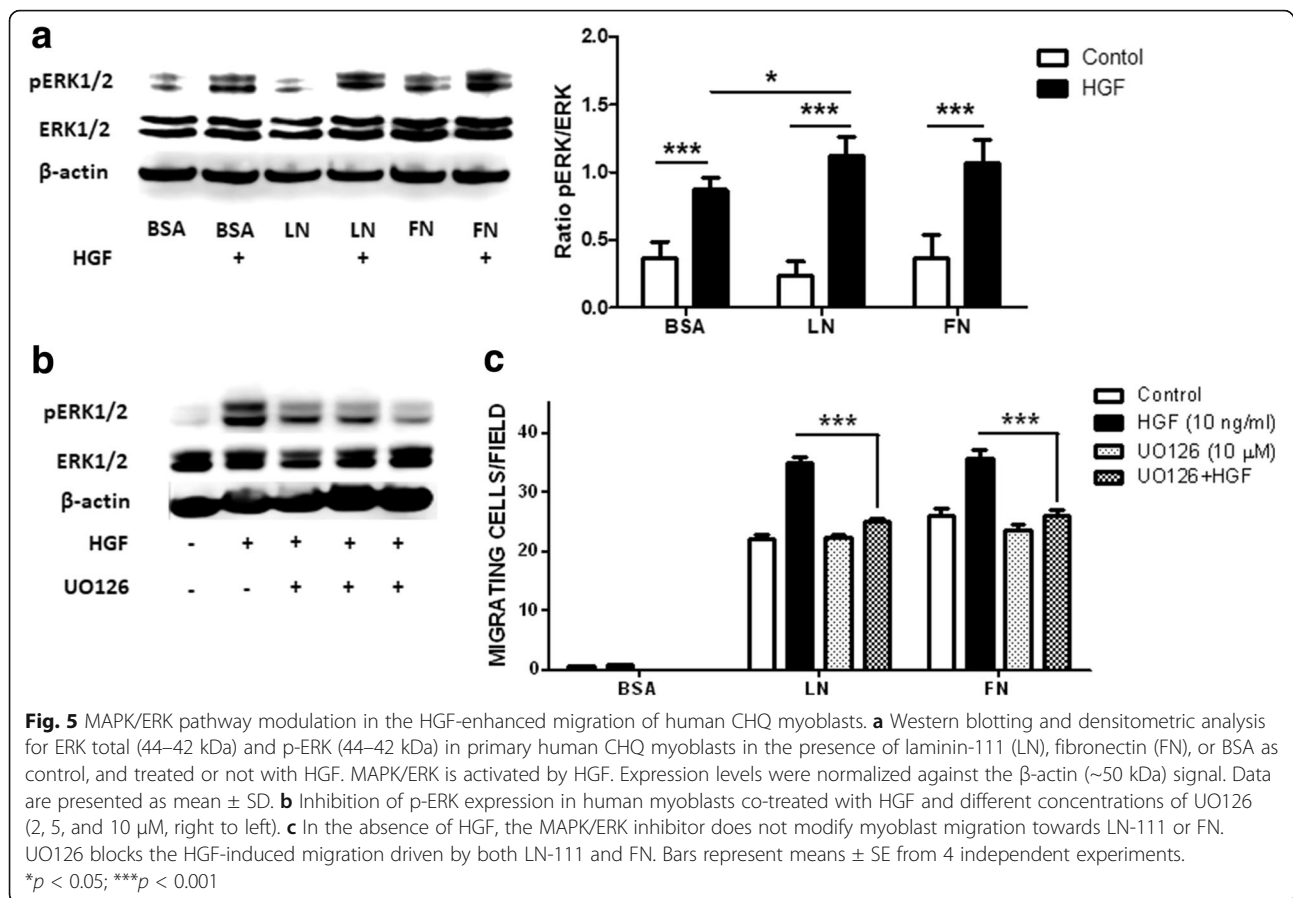 a
pERK1/2
ERK1/2
β-actin
BSA BSA LN LN FN FN
HGF + + +
2.0
1.5
1.0
0.5
0.0
Ratio pERK/ERK
*
*** *** ***
BSA LN FN
Contol
HGF
b
pERK1/2
ERK1/2
β-actin
HGF - + + + +
UO126 - - + + +
c
40
30
20
10
0
MIGRATING CELLS/FIELD
*** ***
BSA LN FN
Control
HGF (10 ng/ml)
UO126 (10 µM)
UO126+HGF
Fig. 5 MAPK/ERK pathway modulation in the HGF-enhanced migration of human CHQ myoblasts. a Western blotting and densitometric analysis
for ERK total (44–42 kDa) and p-ERK (44–42 kDa) in primary human CHQ myoblasts in the presence of laminin-111 (LN), fibronectin (FN), or BSA as
control, and treated or not with HGF. MAPK/ERK is activated by HGF. Expression levels were normalized against the β-actin (~50 kDa) signal. Data
are presented as mean ± SD. b Inhibition of p-ERK expression in human myoblasts co-treated with HGF and different concentrations of UO126
(2, 5, and 10 μM, right to left). c In the absence of HGF, the MAPK/ERK inhibitor does not modify myoblast migration towards LN-111 or FN.
UO126 blocks the HGF-induced migration driven by both LN-111 and FN. Bars represent means ± SE from 4 independent experiments.
*p < 0.05; ***p < 0.001